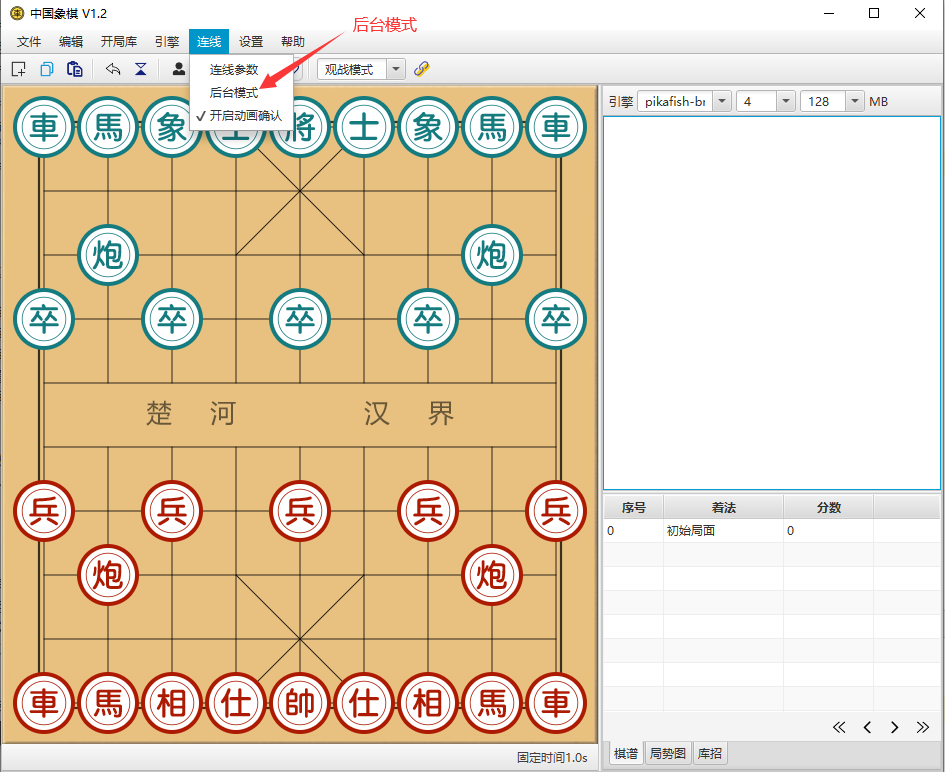 中国象棋 V1.2
后台模式
文件 编辑 开局库 引擎 连线 设置 帮助
连线参数
观战模式
后台模式
✓ 开启动画确认
引擎 pikafish-br 4 128 MB
車 馬 象 士 將 士 象 馬 車
炮 炮
卒 卒 卒 卒 卒
楚 河 汉 界
兵 兵 兵 兵 兵
炮 炮
車 馬 相 仕 帥 仕 相 馬 車
序号 着法 分数
0 初始局面 0
棋谱 局势图 库招
固定时间1.0s